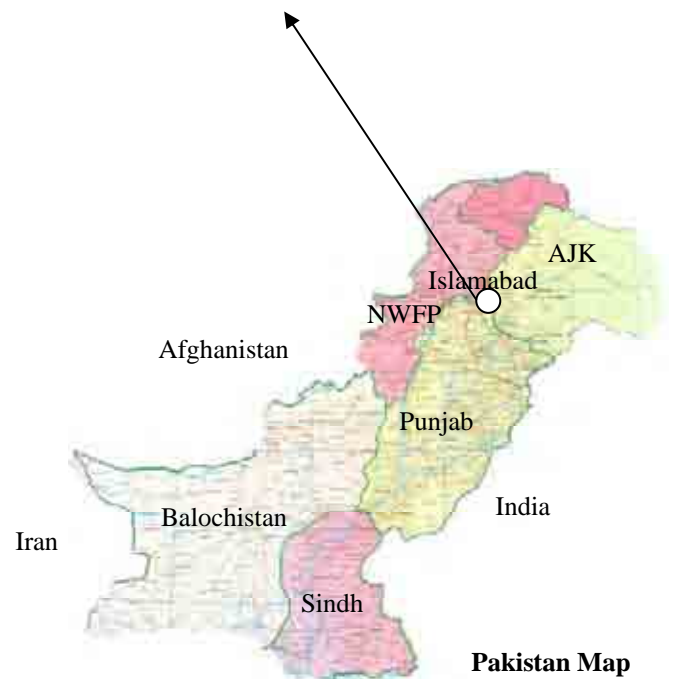 AJK
Islamabad
NWFP
Afghanistan
Punjab
India
Balochistan
Iran
Sindh
Pakistan Map